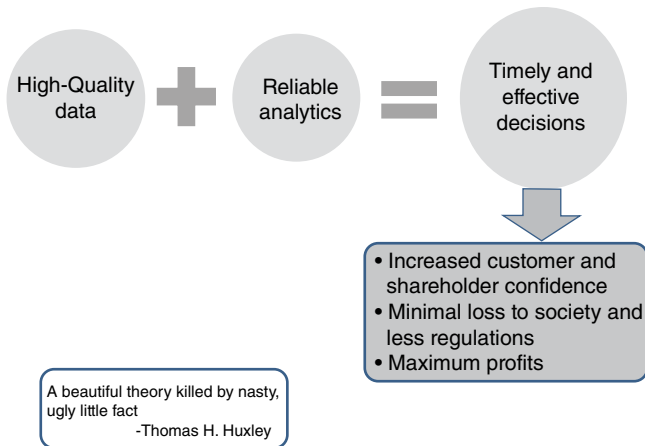 High-Quality
data
Reliable
analytics
Timely and
effective
decisions
• Increased customer and
shareholder confidence
• Minimal loss to society and
less regulations
• Maximum profits
A beautiful theory killed by nasty,
ugly little fact
-Thomas H. Huxley